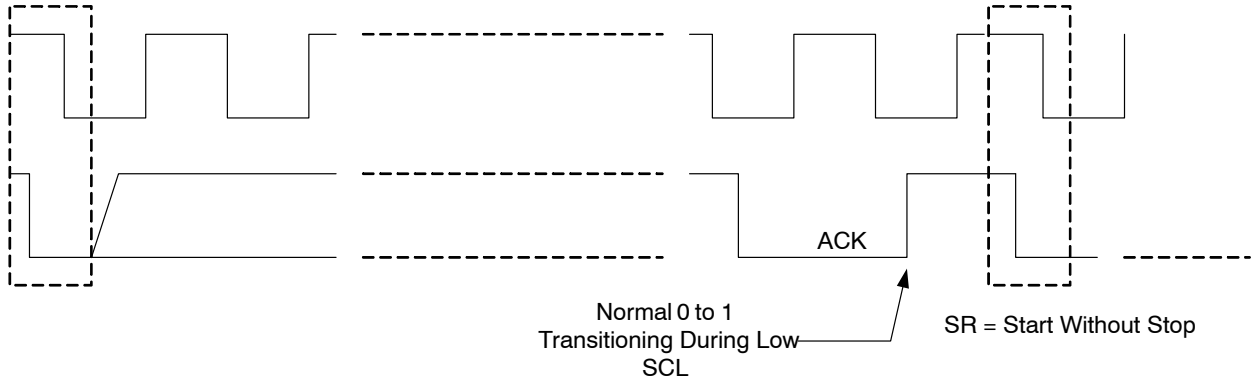 ACK
Normal 0 to 1
Transitioning During Low
SCL
SR = Start Without Stop